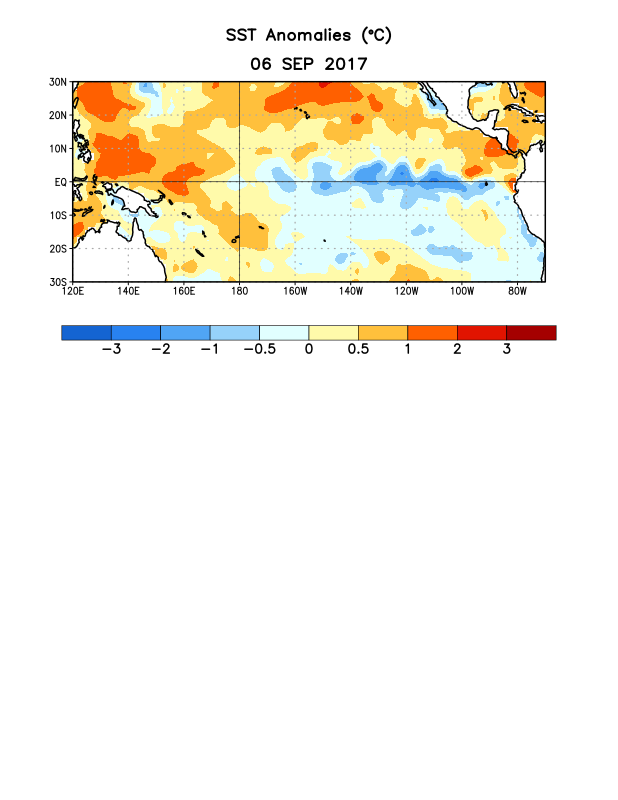 SST Anomalies (°C)
06 SEP 2017
30N
20N
10N
EQ
10S
20S
30S
120E 140E 160E 180 160W 140W 120W 100W 80W
−3 −2 −1 −0.5 0 0.5 1 2 3